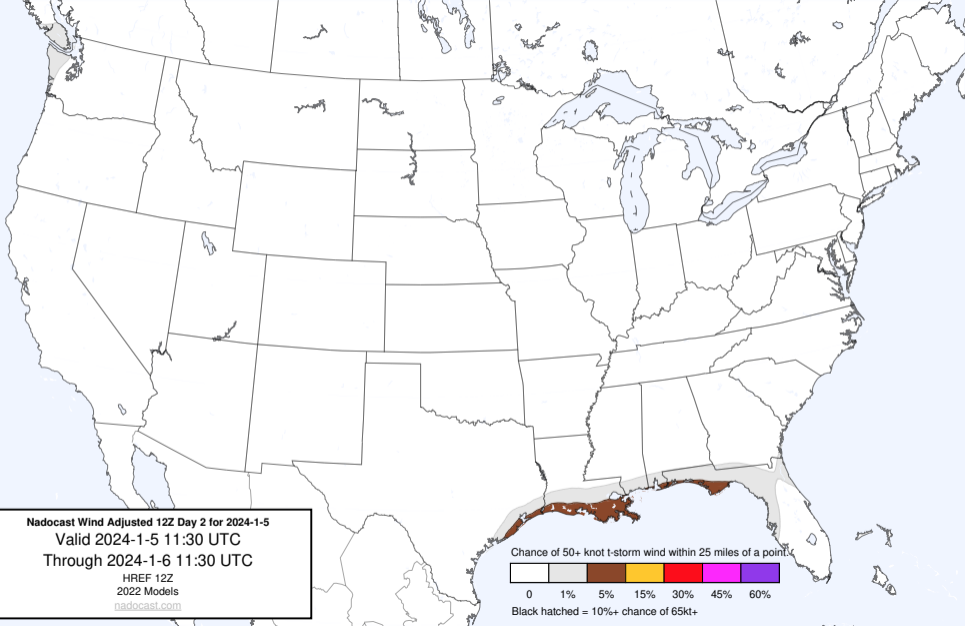 Nadocast Wind Adjusted 12Z Day 2 for 2024-1-5
Valid 2024-1-5 11:30 UTC
Through 2024-1-6 11:30 UTC
HREF 12Z
2022 Models
nadocast.com
Chance of 50+ knot t-storm wind within 25 miles of a point.
0 1% 5% 15% 30% 45% 60%
Black hatched = 10%+ chance of 65kt+